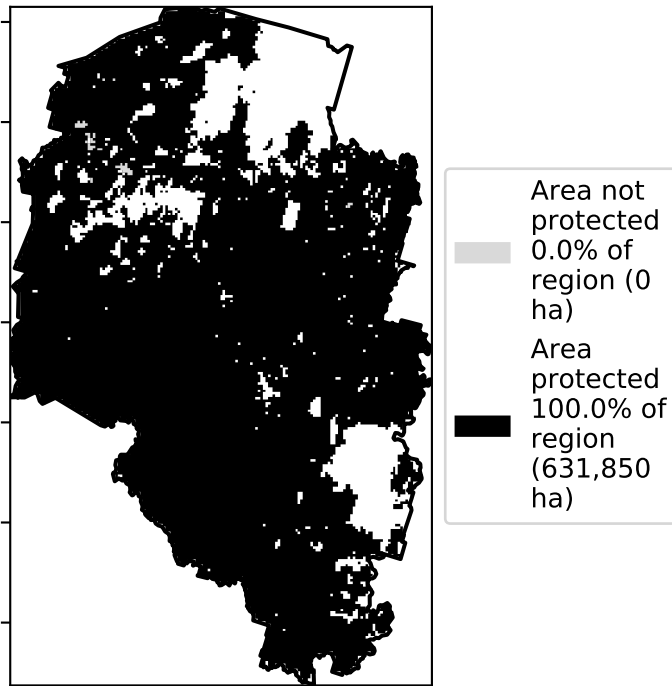 Area not
protected
0.0% of
region (0
ha)
Area
protected
100.0% of
region
(631,850
ha)